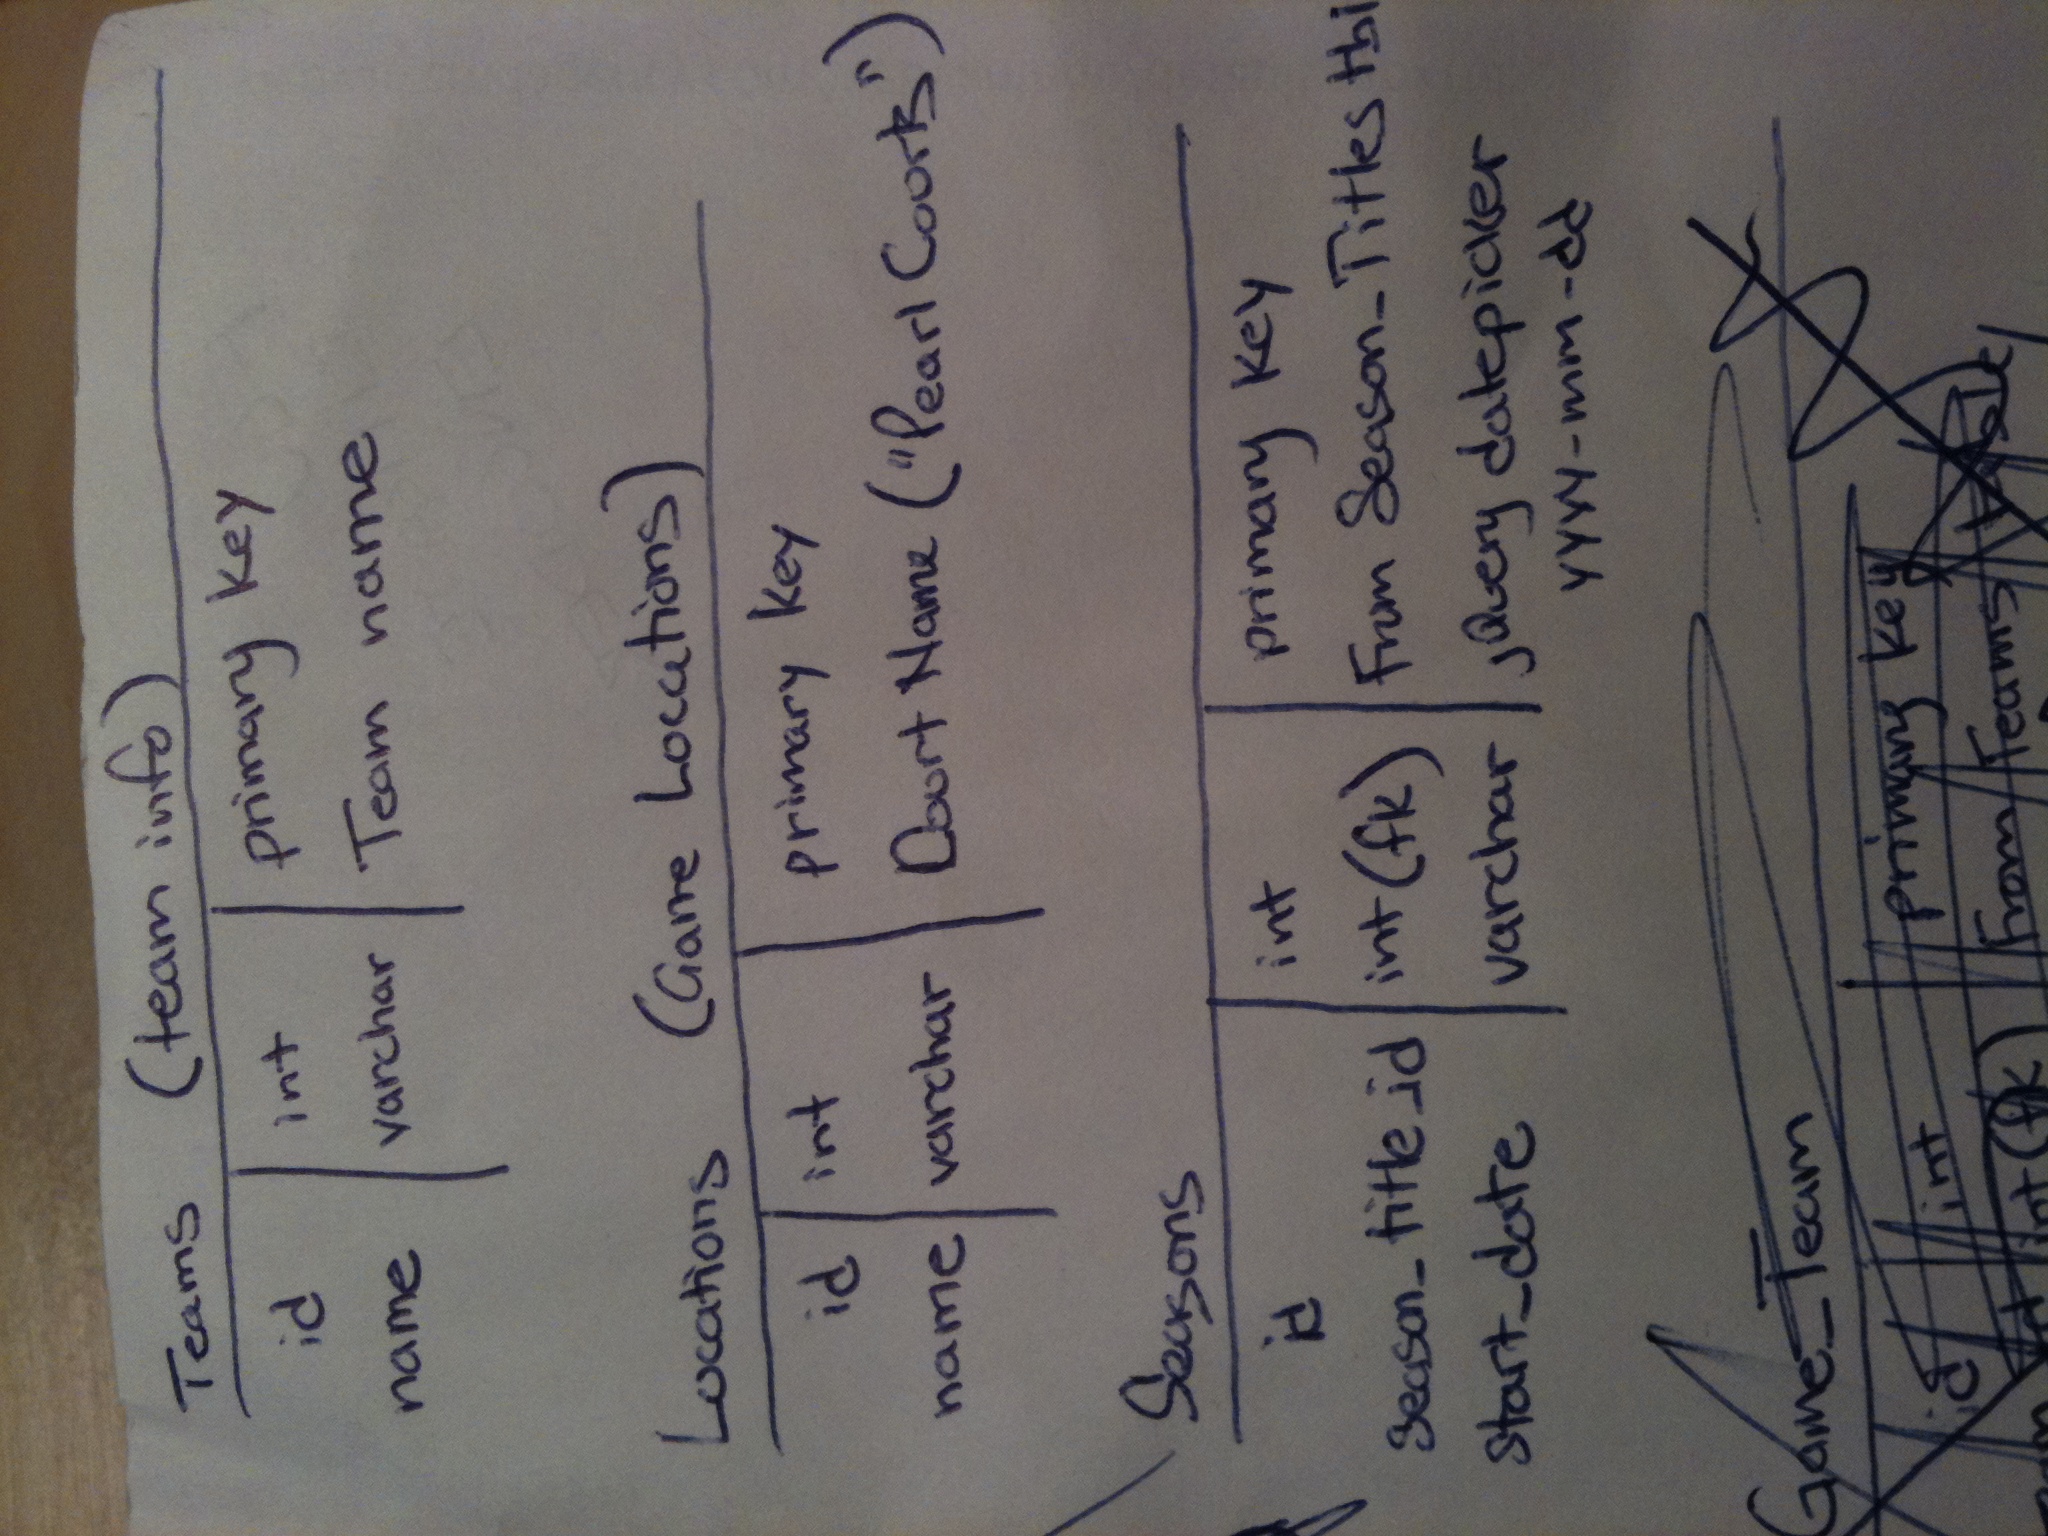 Teams (team info)
id int primary key
name varchar Team name
Locations (Game Locations)
id int primary key
name varchar Court Name ("Pearl Courts")
Seasons
id int primary key
season_title_id int (fk) From Season_Titles tbl
start_date varchar jQuery datepicker
yyyy-mm-dd
Game_Team
id int primary key
int (fk) From Teams